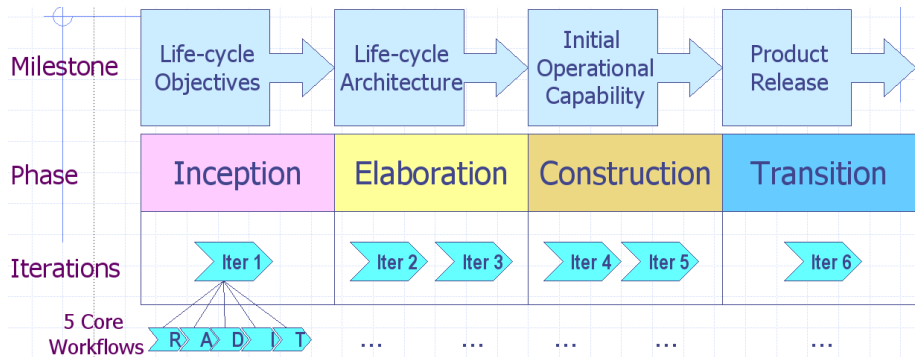 Milestone
Life-cycle
Objectives
Life-cycle
Architecture
Initial
Operational
Capability
Product
Release
Phase
Inception
Elaboration
Construction
Transition
Iterations
Iter 1
Iter 2
Iter 3
Iter 4
Iter 5
Iter 6
5 Core
Workflows
R A D I T
... ... ... ... ...